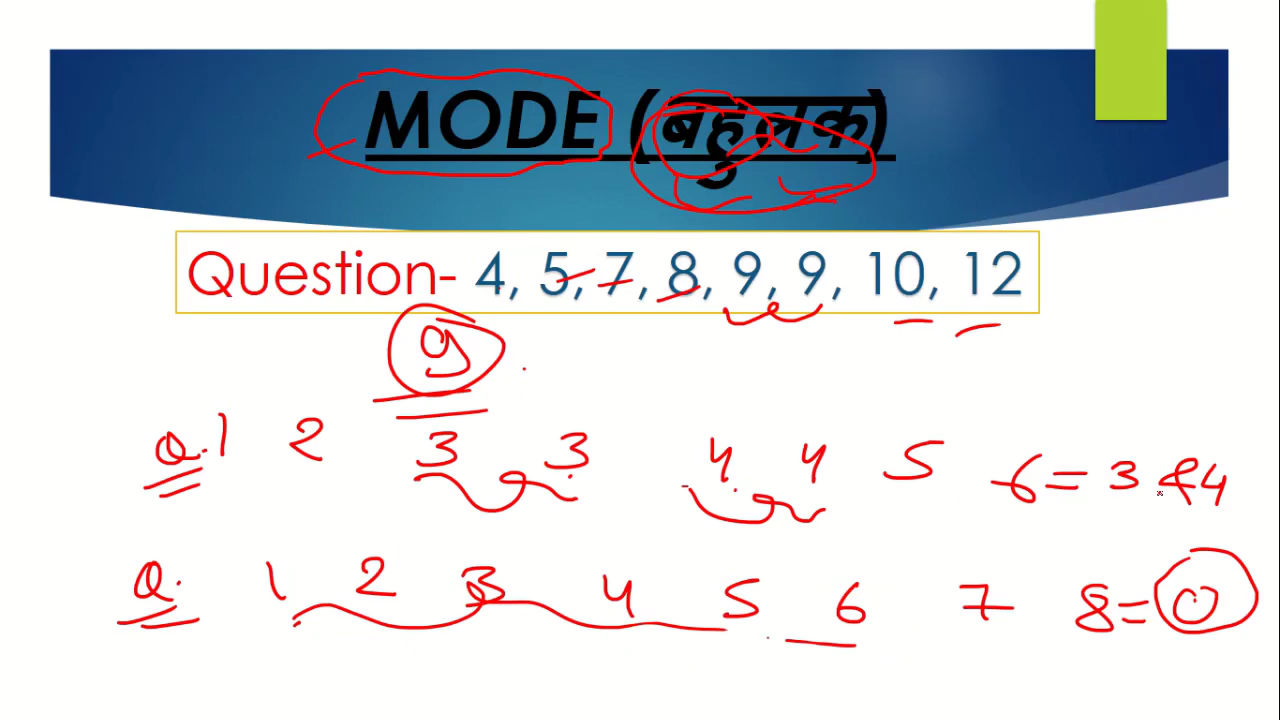 MODE (बहुलक)
Question- 4, 5, 7, 8, 9, 9, 10, 12
9
Q. 1 2 3 3 4 4 5 6 = 3 & 4
Q. 1 2 3 4 5 6 7 8 = 0